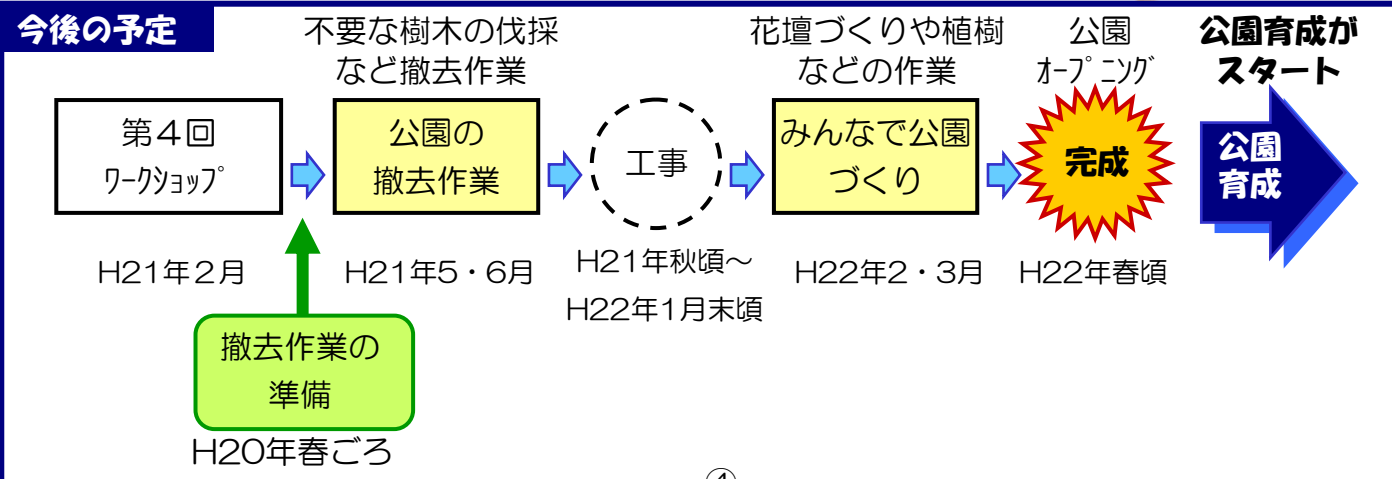 今後の予定
不要な樹木の伐採
など撤去作業
花壇づくりや植樹
などの作業
公園
ｵｰﾌﾟﾆﾝｸﾞ
公園育成が
スタート
第４回
ﾜｰｸｼｮｯﾌﾟ
公園の
撤去作業
工事
みんなで公園
づくり
完成
公園
育成
H21年２月
H21年５・６月
H21年秋頃～
H22年１月末頃
H22年２・３月
H22年春頃
撤去作業の
準備
H20年春ごろ